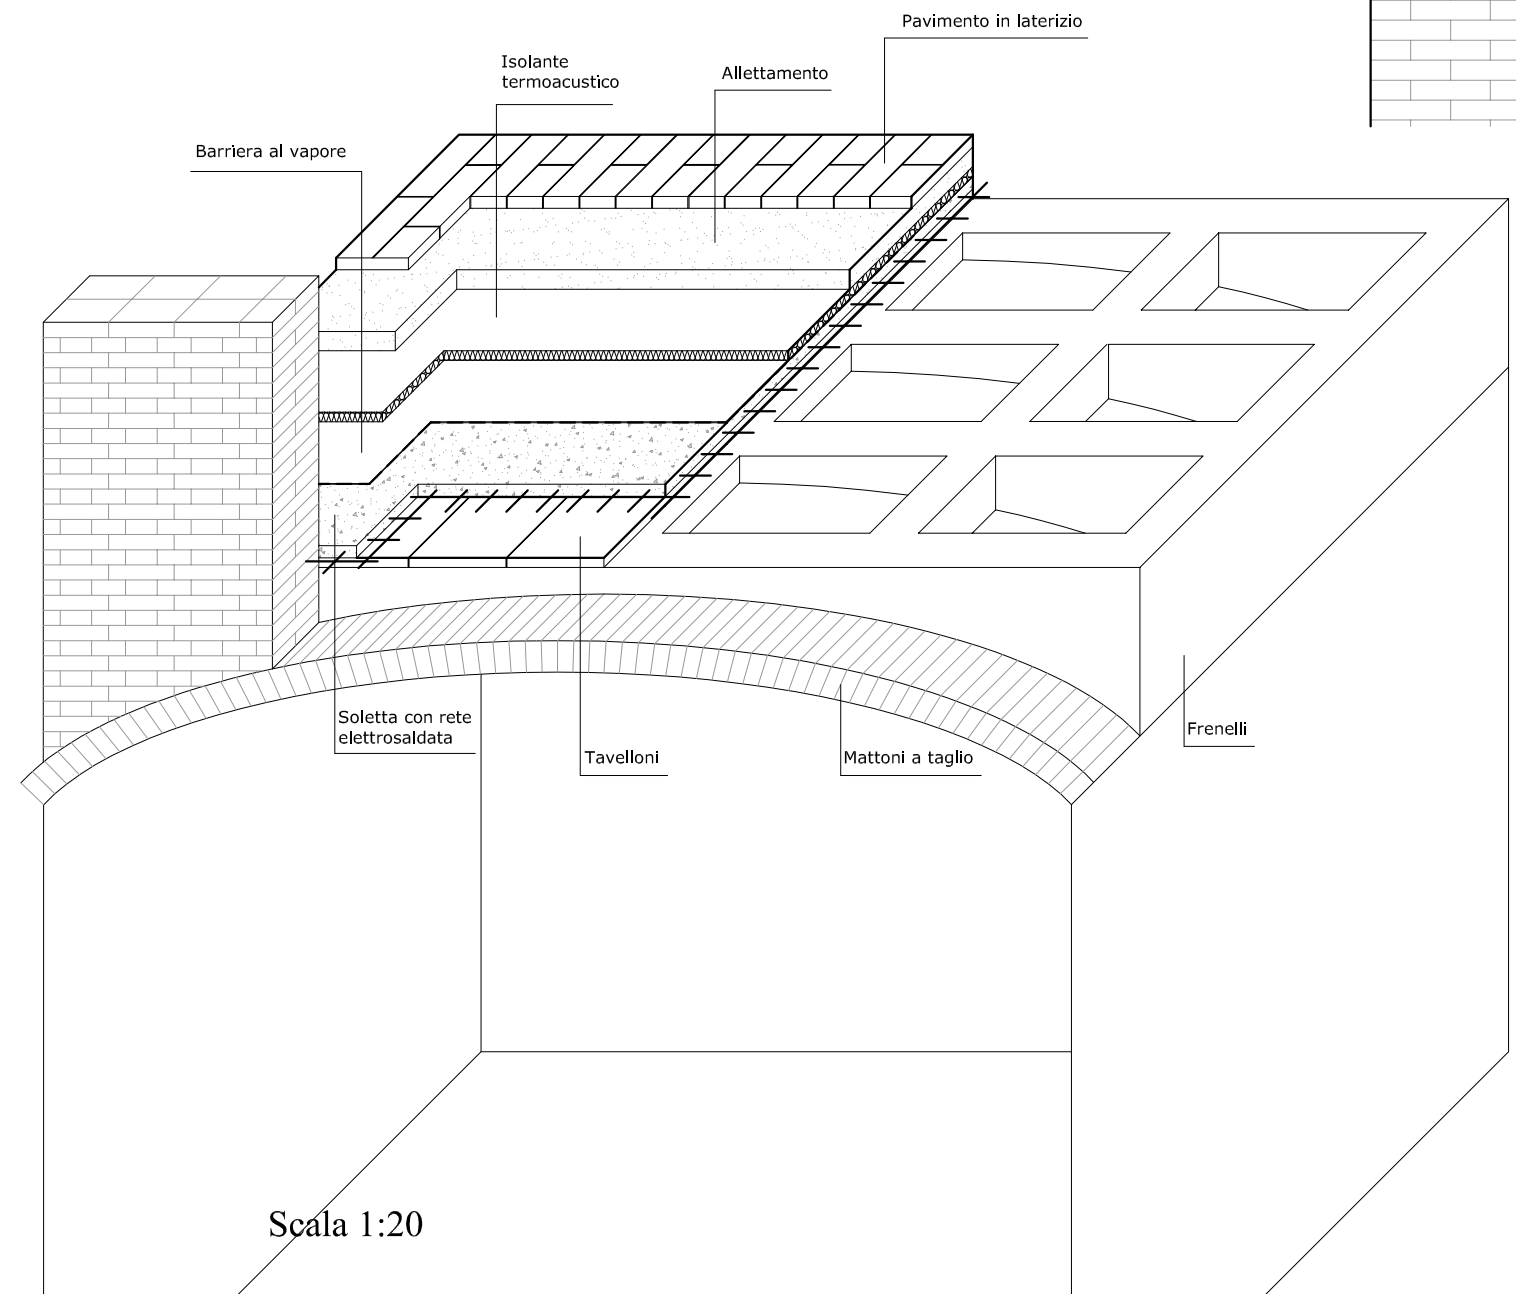 Pavimento in laterizio
Isolante
termoacustico
Allettamento
Barriera al vapore
Soletta con rete
elettrosaldata
Tavelloni
Mattoni a taglio
Frenelli
Scala 1:20